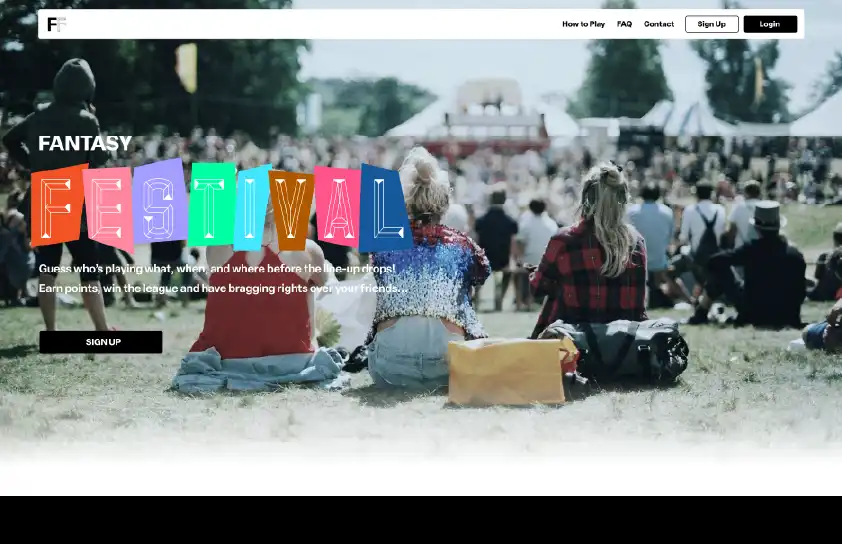 FF
How to Play
FAQ
Contact
Sign Up
Login
FANTASY
FESTIVAL
Guess who's playing what, when, and where before the line-up drops!
Earn points, win the league and have bragging rights over your friends...
SIGN UP